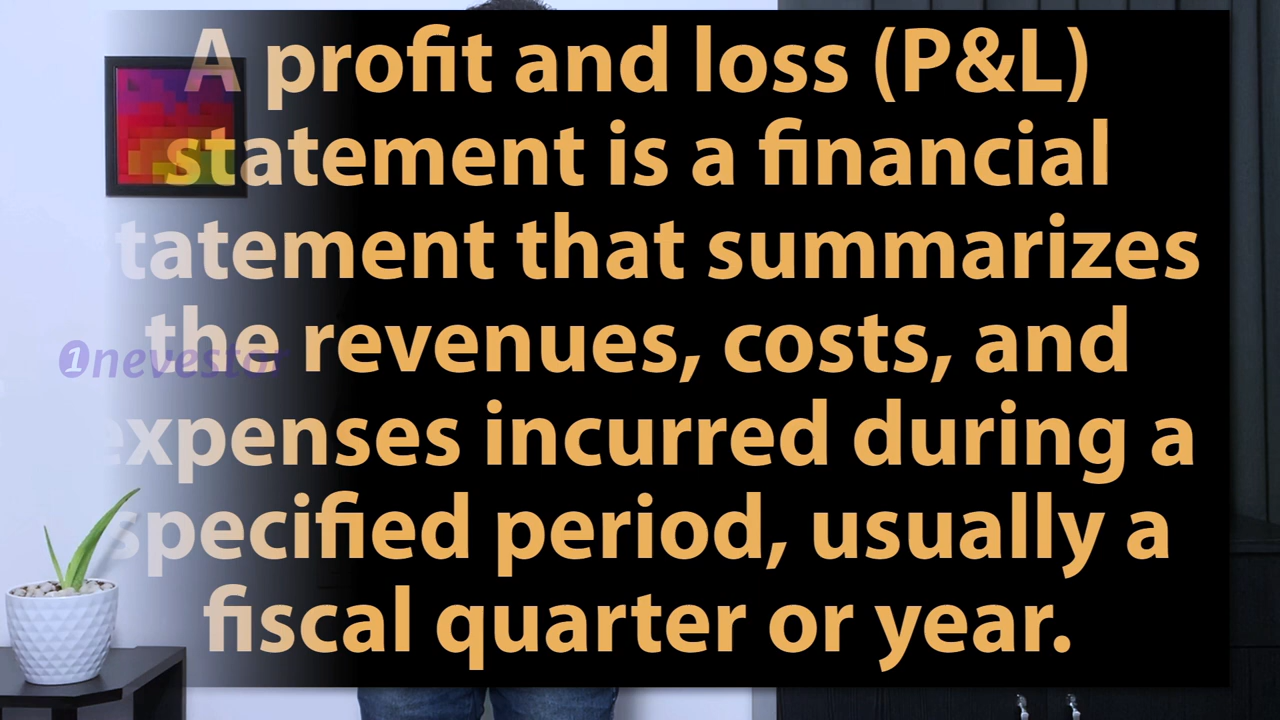 A profit and loss (P&L)
statement is a financial
statement that summarizes
the revenues, costs, and
1nevestor
expenses incurred during a
specified period, usually a
fiscal quarter or year.